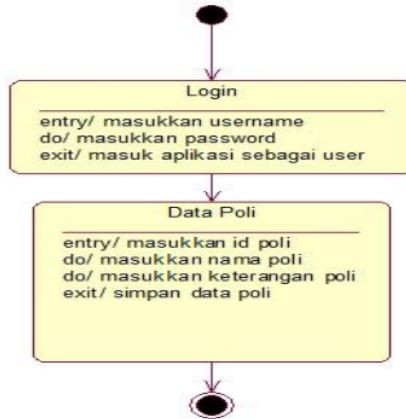 Login
entry/ masukkan username
do/ masukkan password
exit/ masuk aplikasi sebagai user
Data Poli
entry/ masukkan id poli
do/ masukkan nama poli
do/ masukkan keterangan poli
exit/ simpan data poli